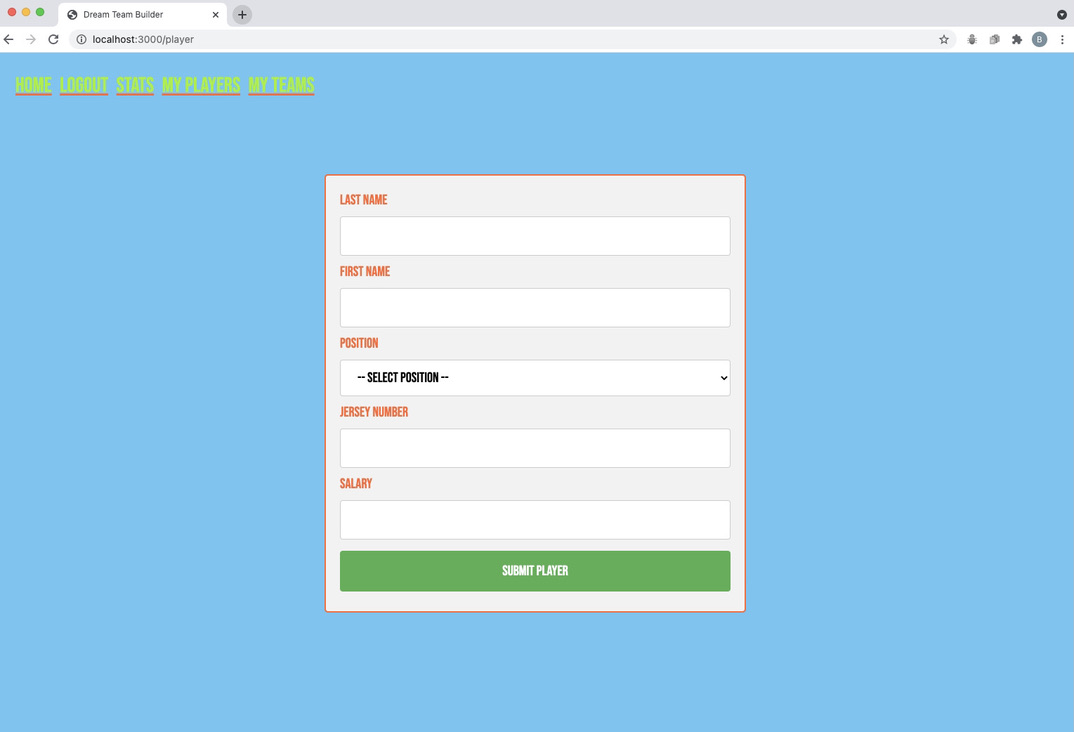 Dream Team Builder
localhost:3000/player
B
HOME LOGOUT STATS MY PLAYERS MY TEAMS
LAST NAME
FIRST NAME
POSITION
-- SELECT POSITION --
JERSEY NUMBER
SALARY
SUBMIT PLAYER